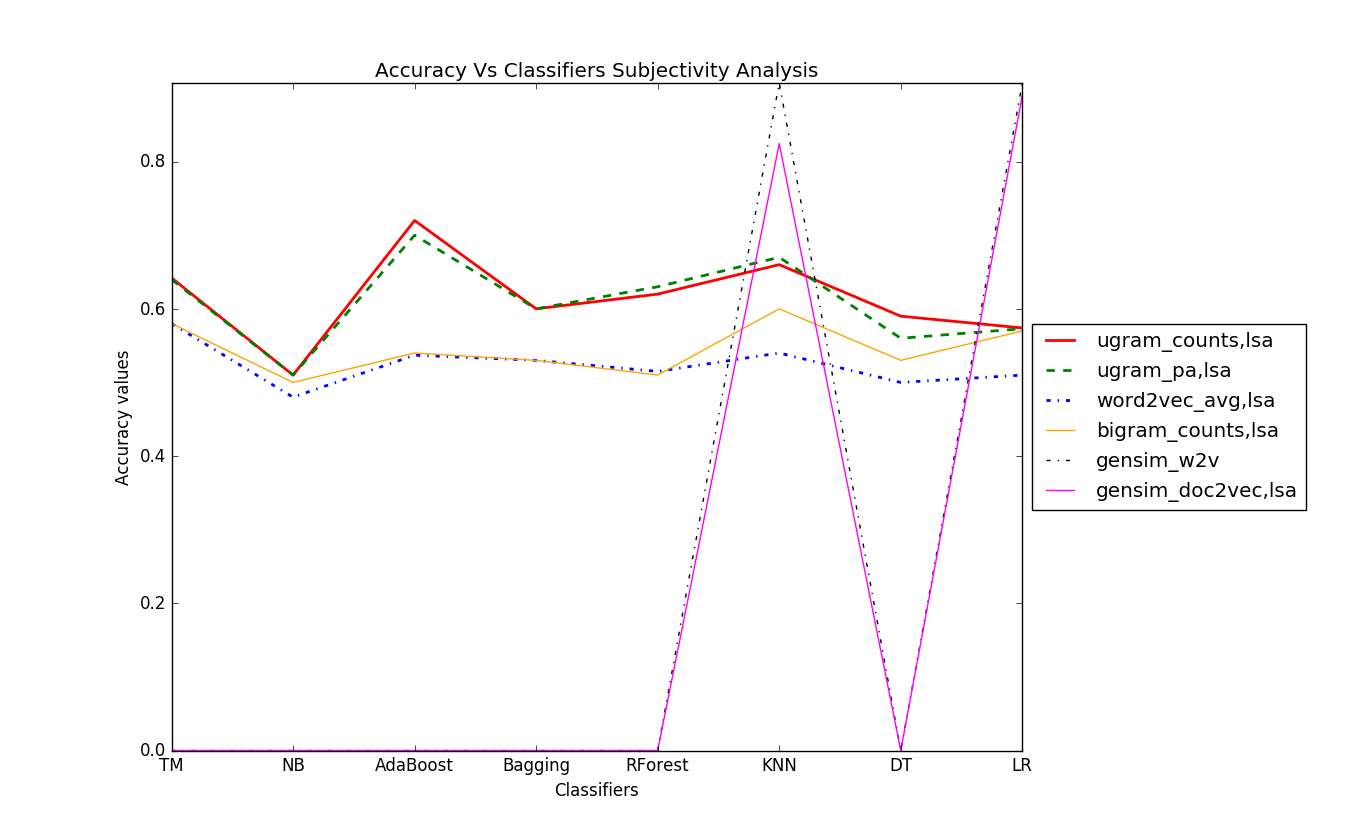 Accuracy Vs Classifiers Subjectivity Analysis
Accuracy values
0.8
0.6
0.4
0.2
0.0
TM NB AdaBoost Bagging RForest KNN DT LR
Classifiers
ugram_counts,lsa
ugram_pa,lsa
word2vec_avg,lsa
bigram_counts,lsa
gensim_w2v
gensim_doc2vec,lsa